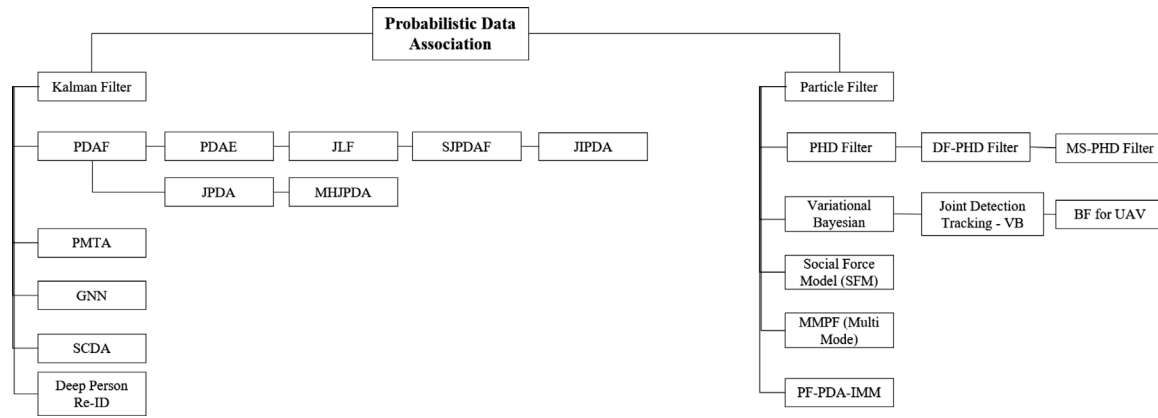 Probabilistic Data
Association
Kalman Filter
Particle Filter
PDAF
PDAE
JLF
SJPDAF
JIPDA
PHD Filter
DF-PHD Filter
MS-PHD Filter
JPDA
MHJPDA
Variational
Bayesian
Joint Detection
Tracking - VB
BF for UAV
PMTA
Social Force
Model (SFM)
GNN
MMPF (Multi
Mode)
SCDA
Deep Person
Re-ID
PF-PDA-IMM